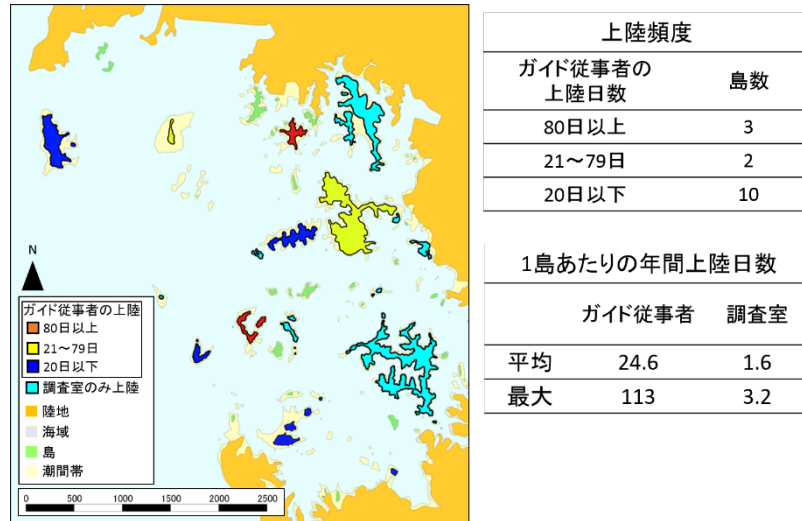 N
ガイド従事者の上陸
80日以上
21～79日
20日以下
調査室のみ上陸
陸地
海域
島
潮間帯
0 500 1000 1500 2000 2500
上陸頻度
ガイド従事者の
上陸日数
島数
80日以上 3
21～79日 2
20日以下 10
1島あたりの年間上陸日数
ガイド従事者 調査室
平均 24.6 1.6
最大 113 3.2